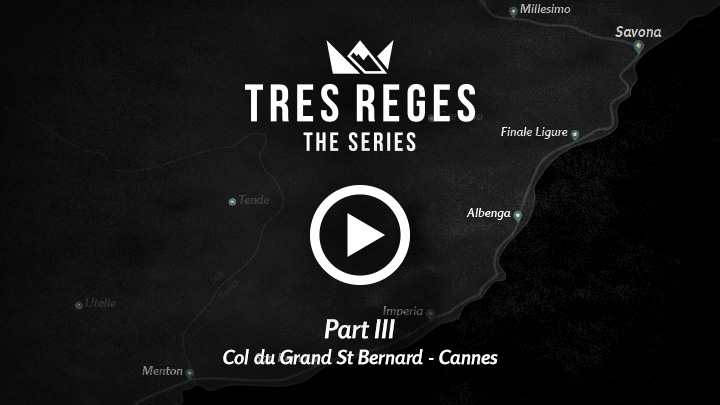 Millesimo
Savona
TRES REGES
THE SERIES
Finale Ligure
Tende
Albenga
Utelle
Imperia
Part III
Col du Grand St Bernard - Cannes
Menton